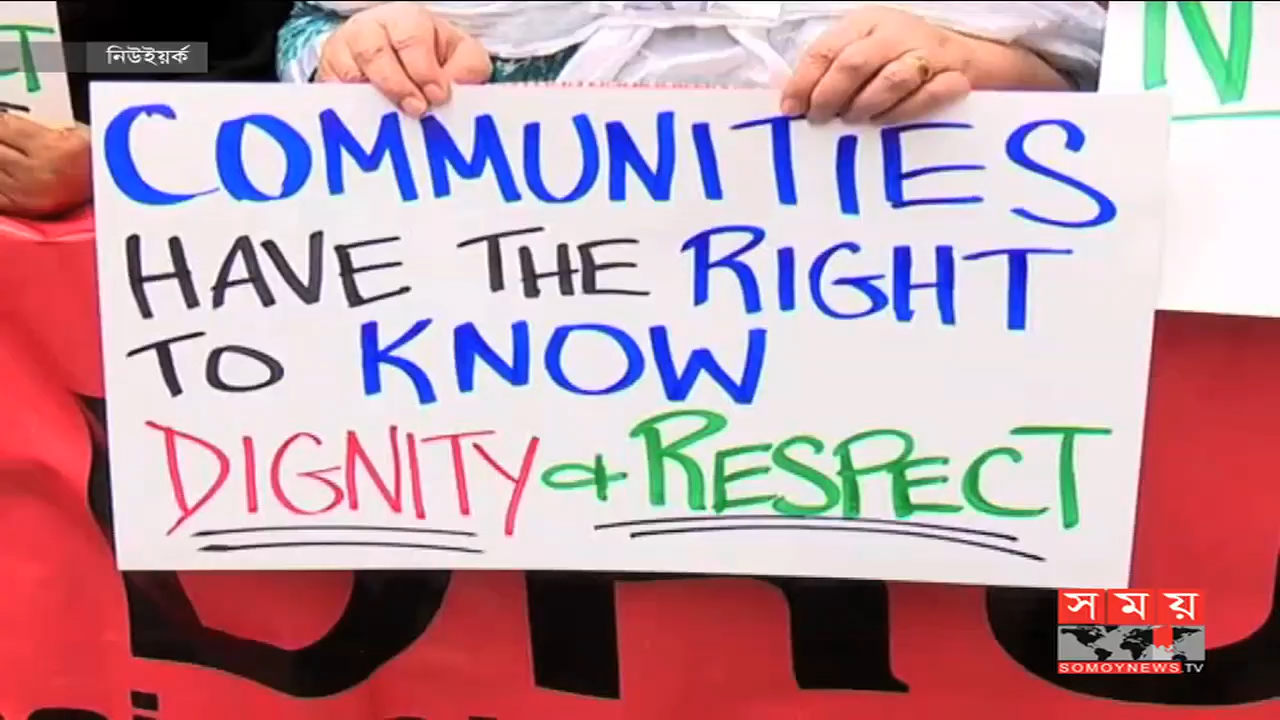 নিউইয়র্ক
COMMUNITIES
HAVE THE RIGHT
TO KNOW
DIGNITY & RESPECT
N
সময়
SOMOYNEWS.TV